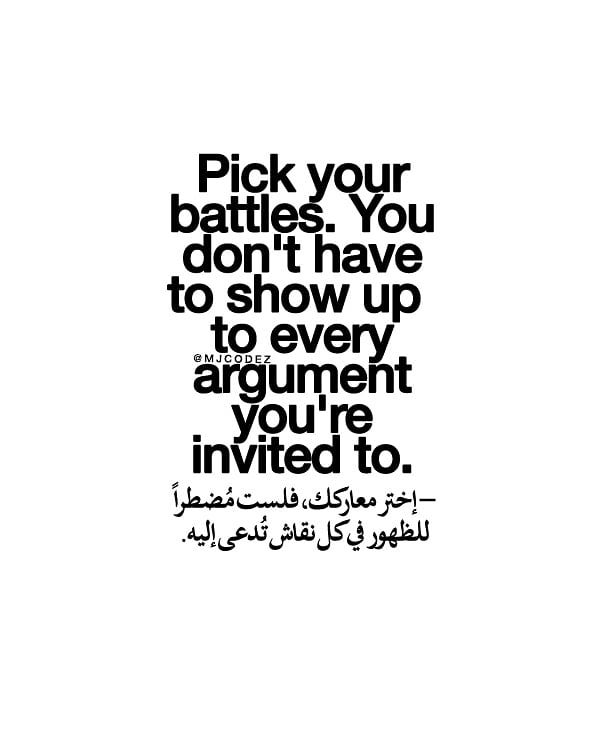 Pick your
battles. You
don't have
to show up
to every
@MJCODEZ
argument
you're
invited to.
– إختر معاركك، فلست مُضطراً
للظهور في كل نقاش تُدعى إليه.